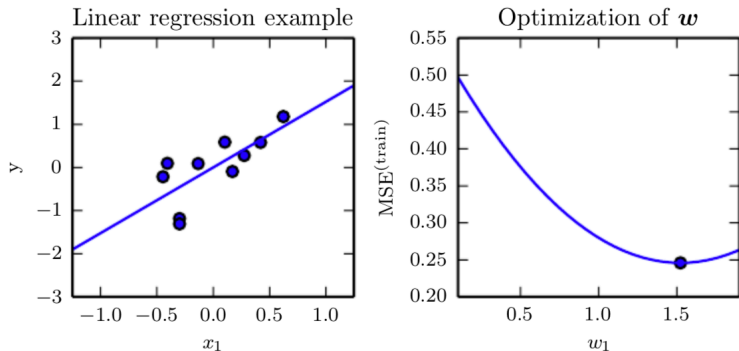 Linear regression example
3
2
1
0
−1
−2
−3
y
−1.0 −0.5 0.0 0.5 1.0
x₁
Optimization of w
0.55
0.50
0.45
0.40
0.35
0.30
0.25
0.20
MSE(train)
0.5 1.0 1.5
w₁